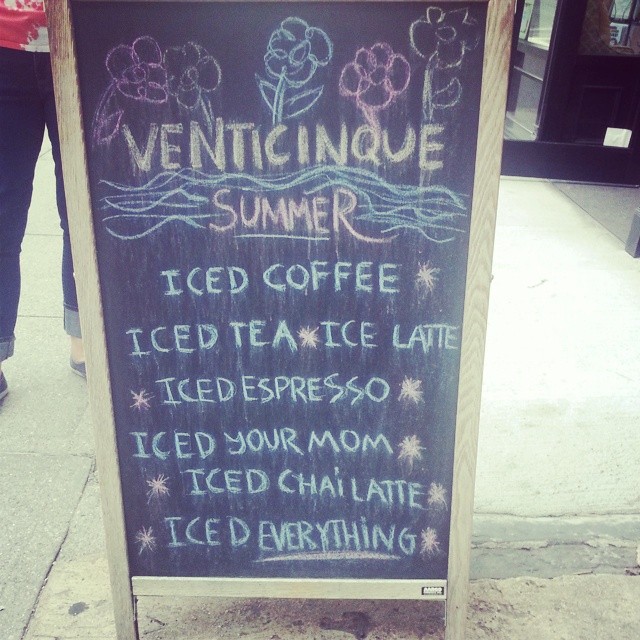 VENTICINQUE
SUMMER
ICED COFFEE
ICED TEA ICE LATTE
ICED ESPRESSO
ICED YOUR MOM
ICED CHAi LATTE
ICED EVERYTHING